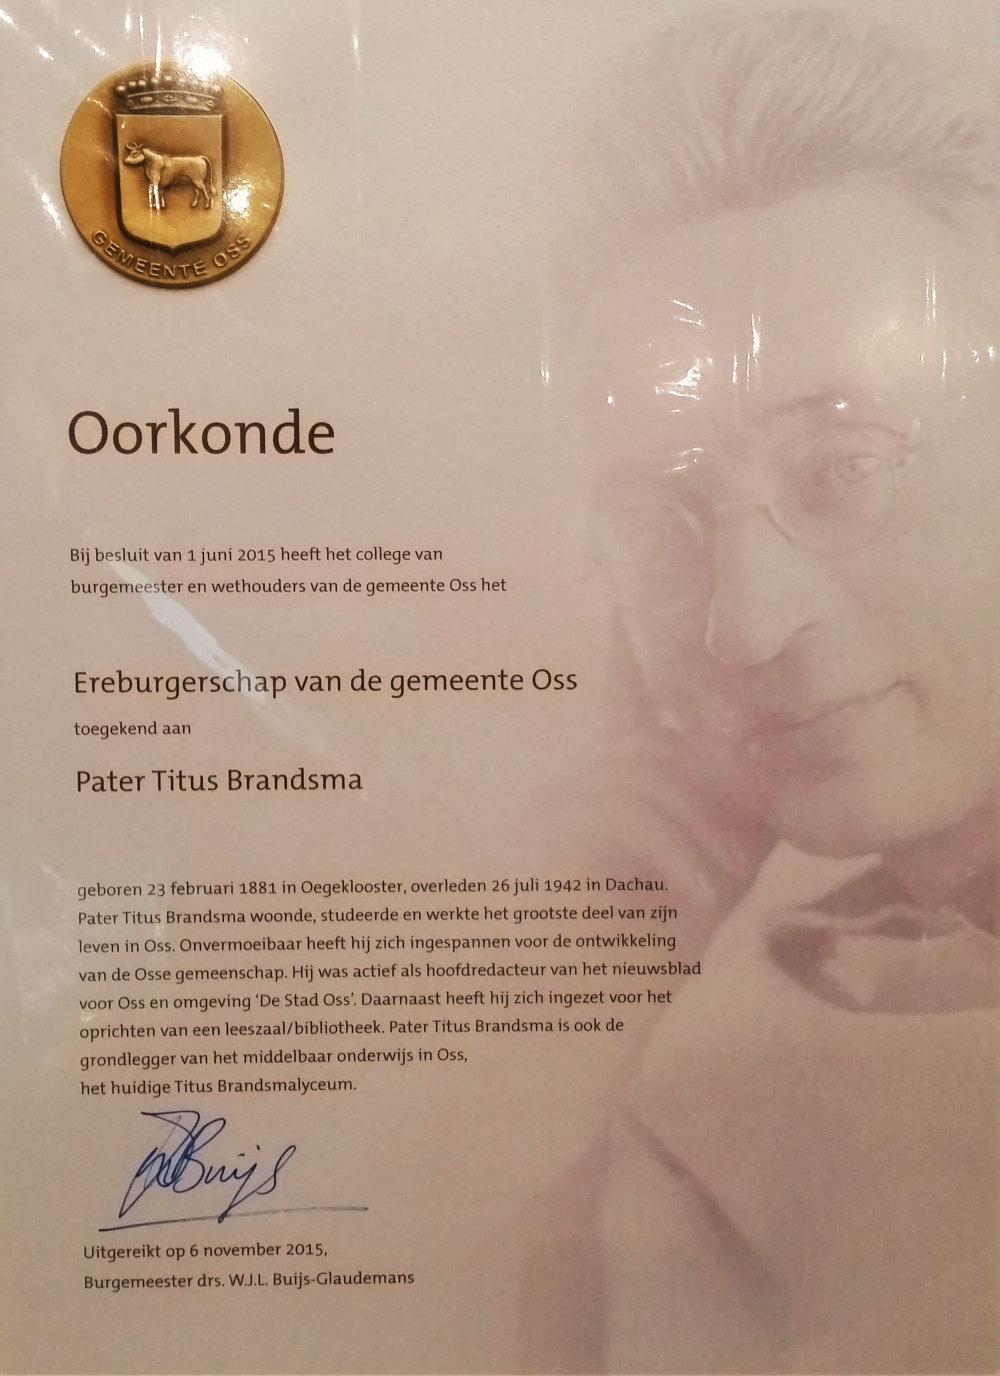 GEMEENTE OSS
Oorkonde
Bij besluit van 1 juni 2015 heeft het college van
burgemeester en wethouders van de gemeente Oss het
Ereburgerschap van de gemeente Oss
toegekend aan
Pater Titus Brandsma
geboren 23 februari 1881 in Oegeklooster, overleden 26 juli 1942 in Dachau.
Pater Titus Brandsma woonde, studeerde en werkte het grootste deel van zijn
leven in Oss. Onvermoeibaar heeft hij zich ingespannen voor de ontwikkeling
van de Osse gemeenschap. Hij was actief als hoofdredacteur van het nieuwsblad
voor Oss en omgeving ‘De Stad Oss’. Daarnaast heeft hij zich ingezet voor het
oprichten van een leeszaal/bibliotheek. Pater Titus Brandsma is ook de
grondlegger van het middelbaar onderwijs in Oss,
het huidige Titus Brandsmalyceum.
Buijs
Uitgereikt op 6 november 2015,
Burgemeester drs. W.J.L. Buijs-Glaudemans